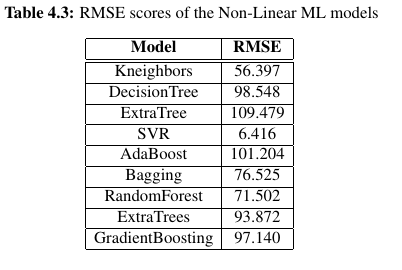 Table 4.3: RMSE scores of the Non-Linear ML models
Model RMSE
Kneighbors 56.397
DecisionTree 98.548
ExtraTree 109.479
SVR 6.416
AdaBoost 101.204
Bagging 76.525
RandomForest 71.502
ExtraTrees 93.872
GradientBoosting 97.140